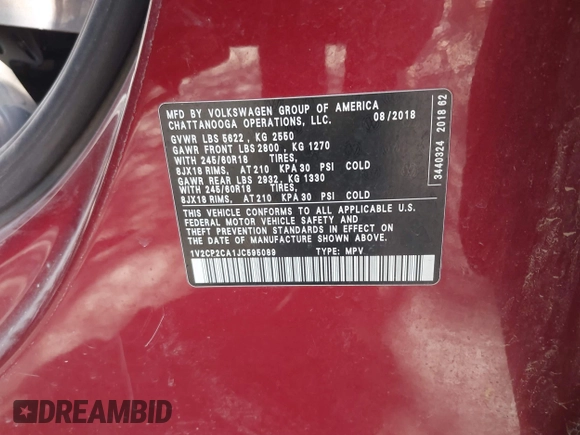 MFD BY VOLKSWAGEN GROUP OF AMERICA
CHATTANOOGA OPERATIONS, LLC. 08/2018
GVWR LBS 5622 , KG 2550
GAWR FRONT LBS 2800 , KG 1270
WITH 245/60R18 TIRES,
8JX18 RIMS, AT 210 KPA 30 PSI COLD
GAWR REAR LBS 2932, KG 1330
WITH 245/60R18 TIRES,
8JX18 RIMS, AT 210 KPA 30 PSI COLD
THIS VEHICLE CONFORMS TO ALL APPLICABLE U.S.
FEDERAL MOTOR VEHICLE SAFETY AND
THEFT PREVENTION STANDARDS IN EFFECT ON
THE DATE OF MANUFACTURE SHOWN ABOVE.
1V2CP2CA1JC595089 TYPE: MPV
3440324 2018 62
DREAMBID